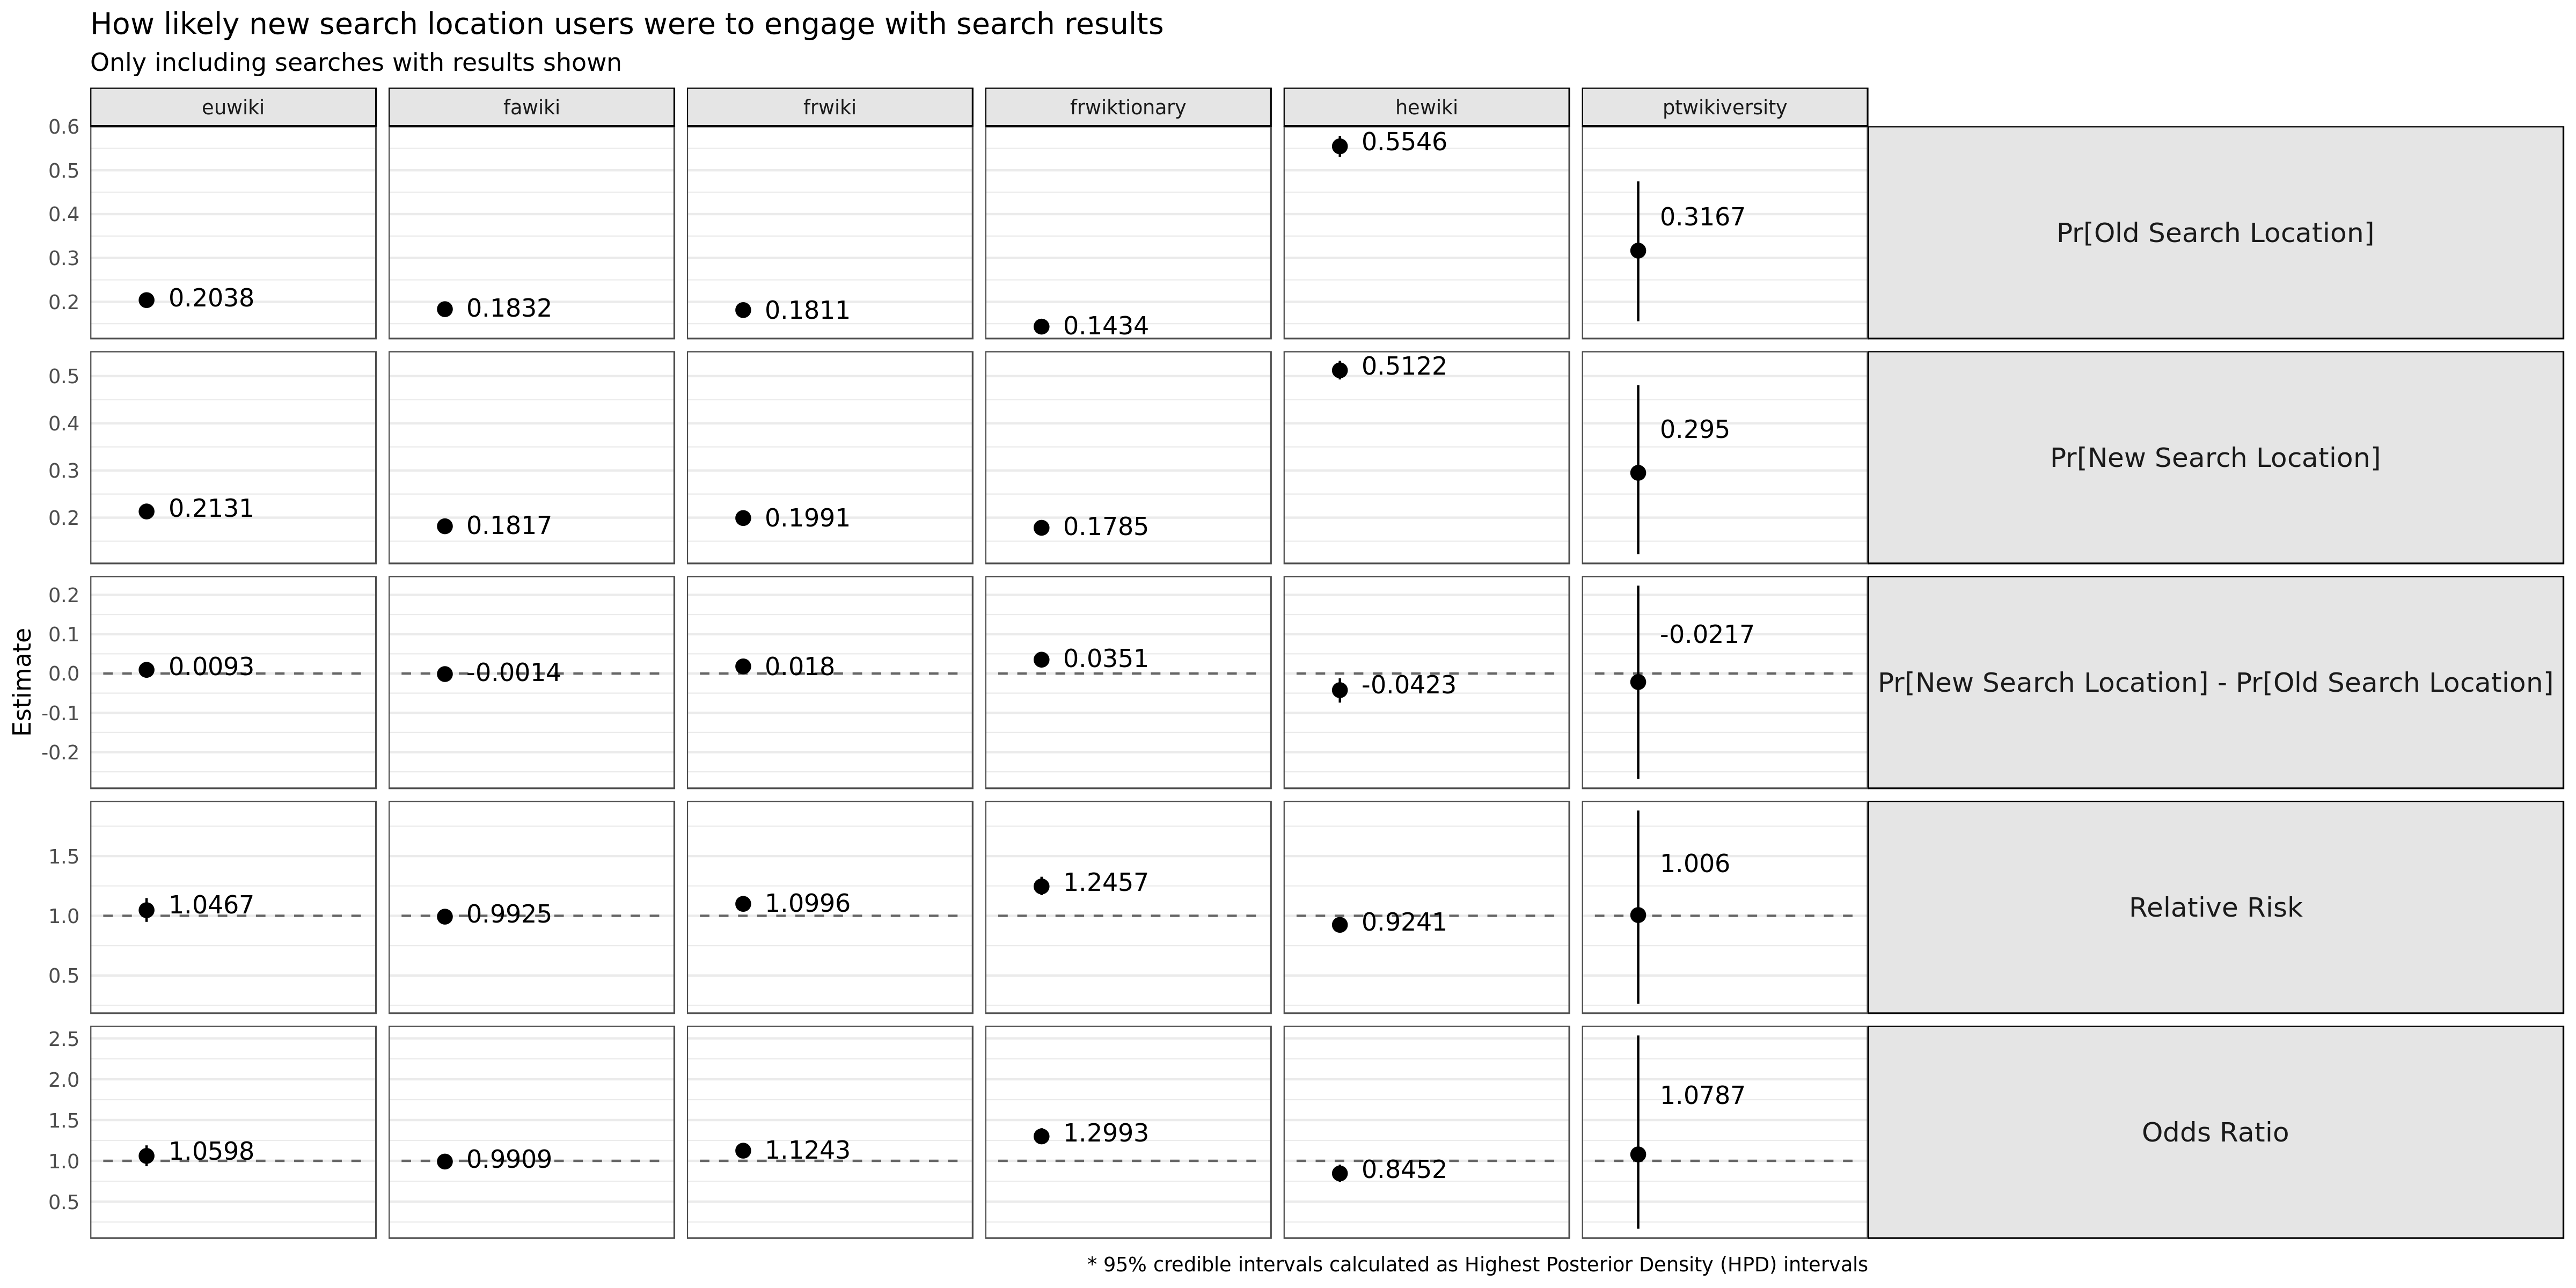 How likely new search location users were to engage with search results
Only including searches with results shown
euwiki fawiki frwiki frwiktionary hewiki ptwikiversity
Estimate
0.6
0.5
0.4
0.3
0.2
0.2038 0.1832 0.1811 0.1434 0.5546 0.3167
Pr[Old Search Location]
0.5
0.4
0.3
0.2
0.2131 0.1817 0.1991 0.1785 0.5122 0.295
Pr[New Search Location]
0.2
0.1
0.0
-0.1
-0.2
0.0093 -0.0014 0.018 0.0351 -0.0423 -0.0217
Pr[New Search Location] - Pr[Old Search Location]
1.5
1.0
0.5
1.0467 0.9925 1.0996 1.2457 0.9241 1.006
Relative Risk
2.5
2.0
1.5
1.0
0.5
1.0598 0.9909 1.1243 1.2993 0.8452 1.0787
Odds Ratio
* 95% credible intervals calculated as Highest Posterior Density (HPD) intervals